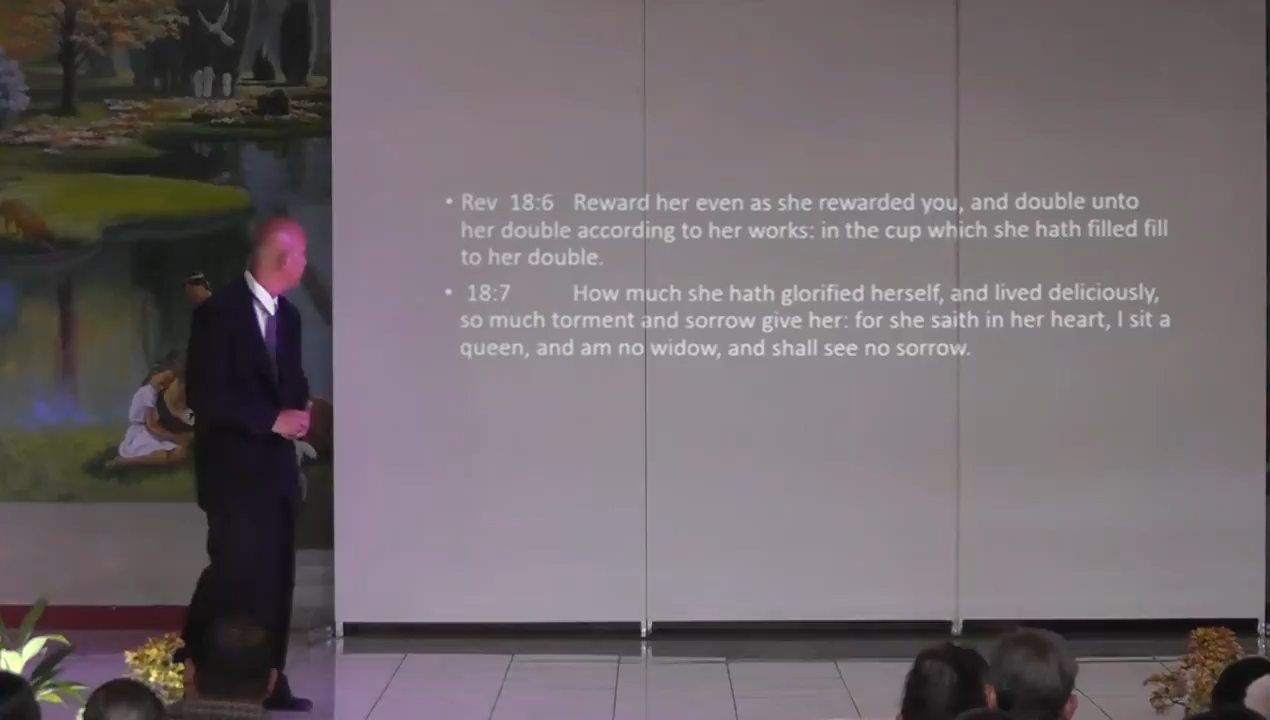 • Rev 18:6 Reward her even as she rewarded you, and double unto
her double according to her works: in the cup which she hath filled fill
to her double.
• 18:7 How much she hath glorified herself, and lived deliciously,
so much torment and sorrow give her: for she saith in her heart, I sit a
queen, and am no widow, and shall see no sorrow.